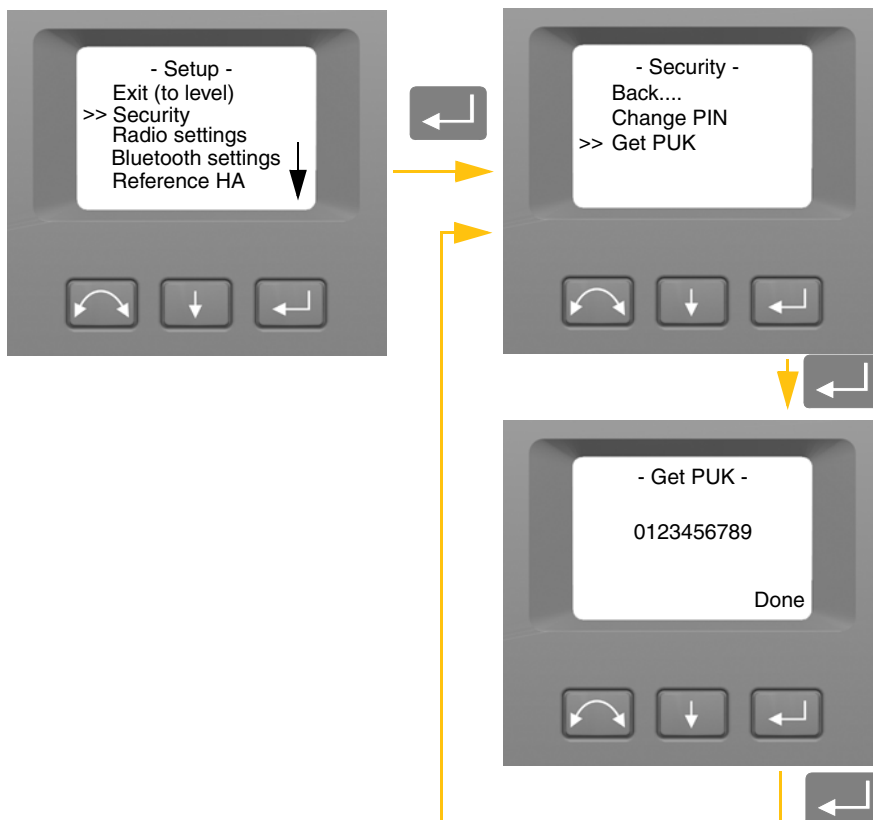 - Setup -
Exit (to level)
>> Security
Radio settings
Bluetooth settings
Reference HA
- Security -
Back....
Change PIN
>> Get PUK
- Get PUK -
0123456789
Done